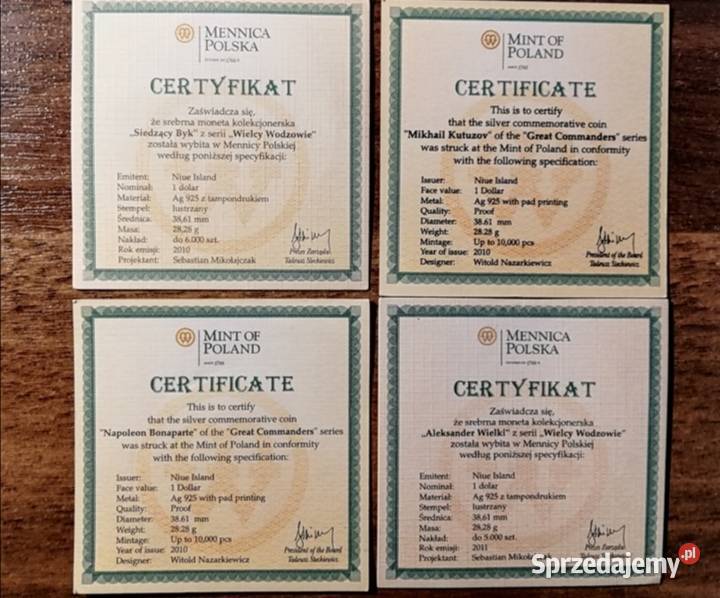 MENNICA
POLSKA
CERTYFIKAT
Zaświadcza się,
że srebrna moneta kolekcjonerska
„Siedzący Byk" z serii „Wielcy Wodzowie"
została wybita w Mennicy Polskiej
według poniższej specyfikacji:
Emitent: Niue Island
Nominał: 1 dolar
Materiał: Ag 925 z tampondrukiem
Stempel: lustrzany
Średnica: 38,61 mm
Masa: 28,28 g
Nakład: do 6.000 szt.
Rok emisji: 2010
Projektant: Sebastian Mikołajczak
Prezes Zarządu
Tadeusz Steckiewicz
MINT OF
POLAND
CERTIFICATE
This is to certify
that the silver commemorative coin
"Mikhail Kutuzov" of the "Great Commanders" series
was struck at the Mint of Poland in conformity
with the following specification:
Issuer: Niue Island
Face value: 1 Dollar
Metal: Ag 925 with pad printing
Quality: Proof
Diameter: 38.61 mm
Weight: 28.28 g
Mintage: Up to 10,000 pcs
Year of issue: 2010
Designer: Witold Nazarkiewicz
President of the Board
Tadeusz Steckiewicz
MINT OF
POLAND
CERTIFICATE
This is to certify
that the silver commemorative coin
"Napoleon Bonaparte" of the "Great Commanders" series
was struck at the Mint of Poland in conformity
with the following specification:
Issuer: Niue Island
Face value: 1 Dollar
Metal: Ag 925 with pad printing
Quality: Proof
Diameter: 38.61 mm
Weight: 28.28 g
Mintage: Up to 10,000 pcs
Year of issue: 2010
Designer: Witold Nazarkiewicz
President of the Board
Tadeusz Steckiewicz
MENNICA
POLSKA
CERTYFIKAT
Zaświadcza się,
że srebrna moneta kolekcjonerska
„Aleksander Wielki" z serii „Wielcy Wodzowie"
została wybita w Mennicy Polskiej
według poniższej specyfikacji:
Emitent: Niue Island
Nominał: 1 dolar
Materiał: Ag 925 z tampondrukiem
Stempel: lustrzany
Średnica: 38,61 mm
Masa: 28,28 g
Nakład: do 5.000 szt.
Rok emisji: 2011
Projektant: Sebastian
Prezes Zarządu
Sprzedajemy.pl